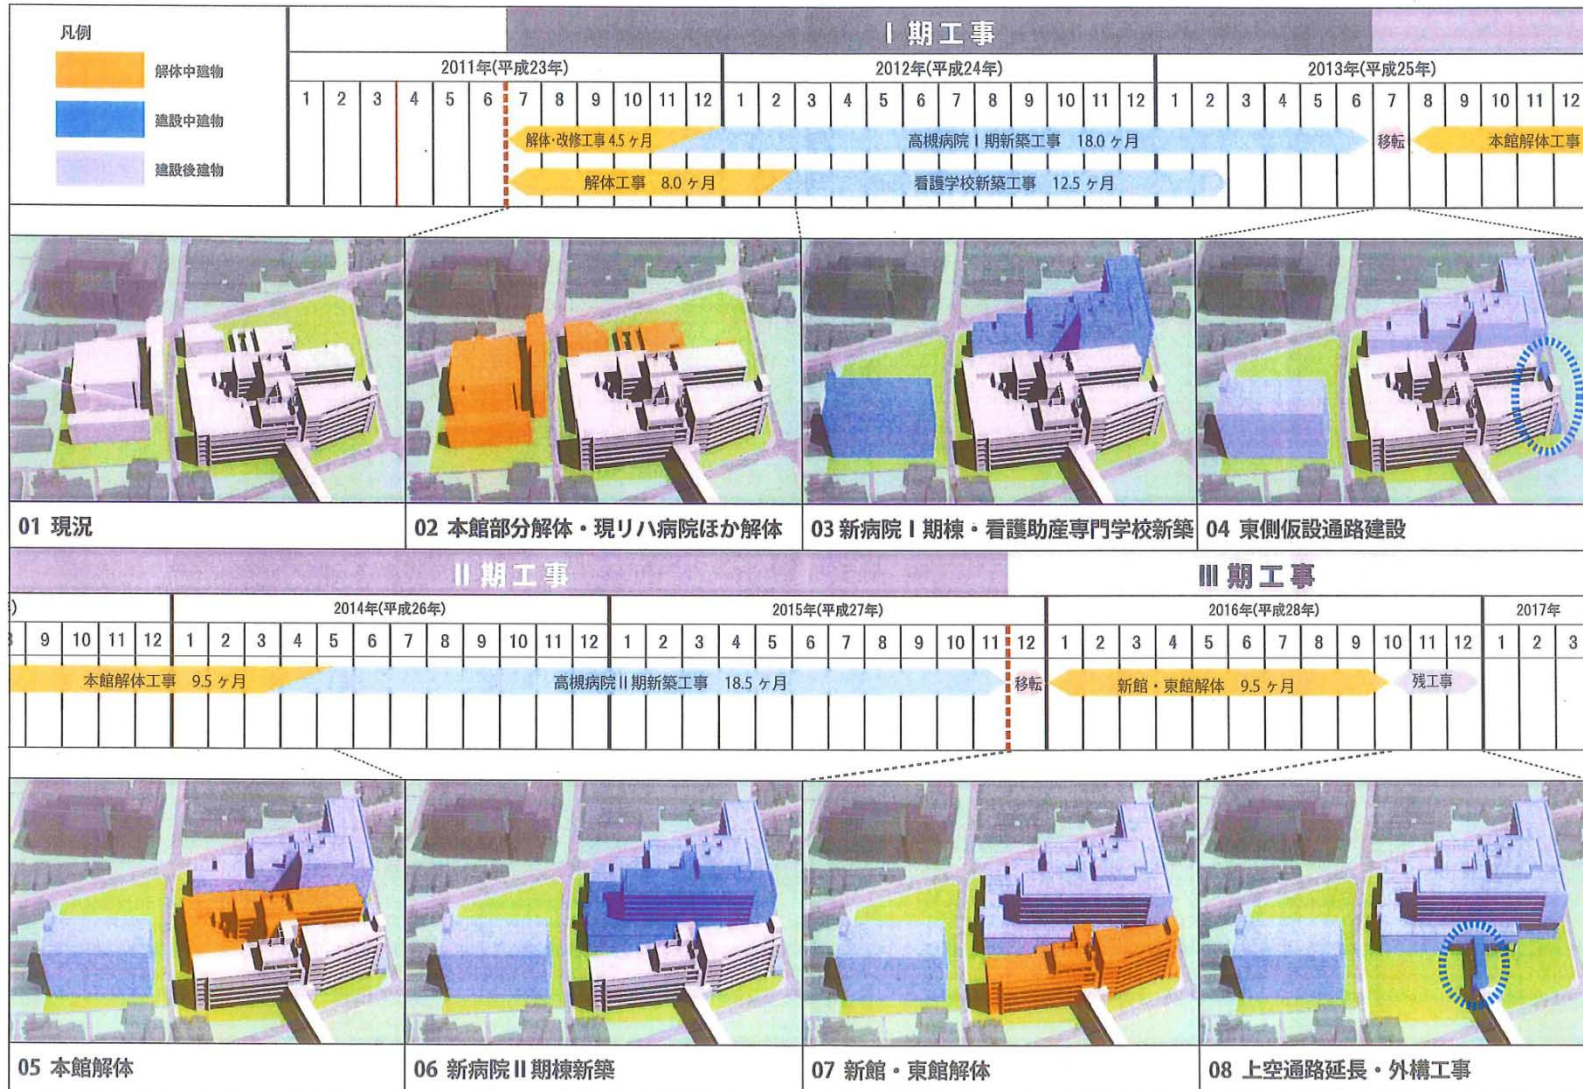 凡例
解体中建物
建設中建物
建設後建物
Ⅰ期工事
2011年(平成23年) 2012年(平成24年) 2013年(平成25年)
1 2 3 4 5 6 7 8 9 10 11 12 1 2 3 4 5 6 7 8 9 10 11 12 1 2 3 4 5 6 7 8 9 10 11 12
解体・改修工事 4.5 ヶ月 高槻病院Ⅰ期新築工事 18.0 ヶ月 移転 本館解体工事
解体工事 8.0 ヶ月 看護学校新築工事 12.5 ヶ月
01 現況
02 本館部分解体・現リハ病院ほか解体
03 新病院Ⅰ期棟・看護助産専門学校新築
04 東側仮設通路建設
Ⅱ期工事 Ⅲ期工事
) 2014年(平成26年) 2015年(平成27年) 2016年(平成28年) 2017年
9 10 11 12 1 2 3 4 5 6 7 8 9 10 11 12 1 2 3 4 5 6 7 8 9 10 11 12 1 2 3 4 5 6 7 8 9 10 11 12 1 2 3
本館解体工事 9.5 ヶ月 高槻病院Ⅱ期新築工事 18.5 ヶ月 移転 新館・東館解体 9.5 ヶ月 残工事
05 本館解体
06 新病院Ⅱ期棟新築
07 新館・東館解体
08 上空通路延長・外構工事